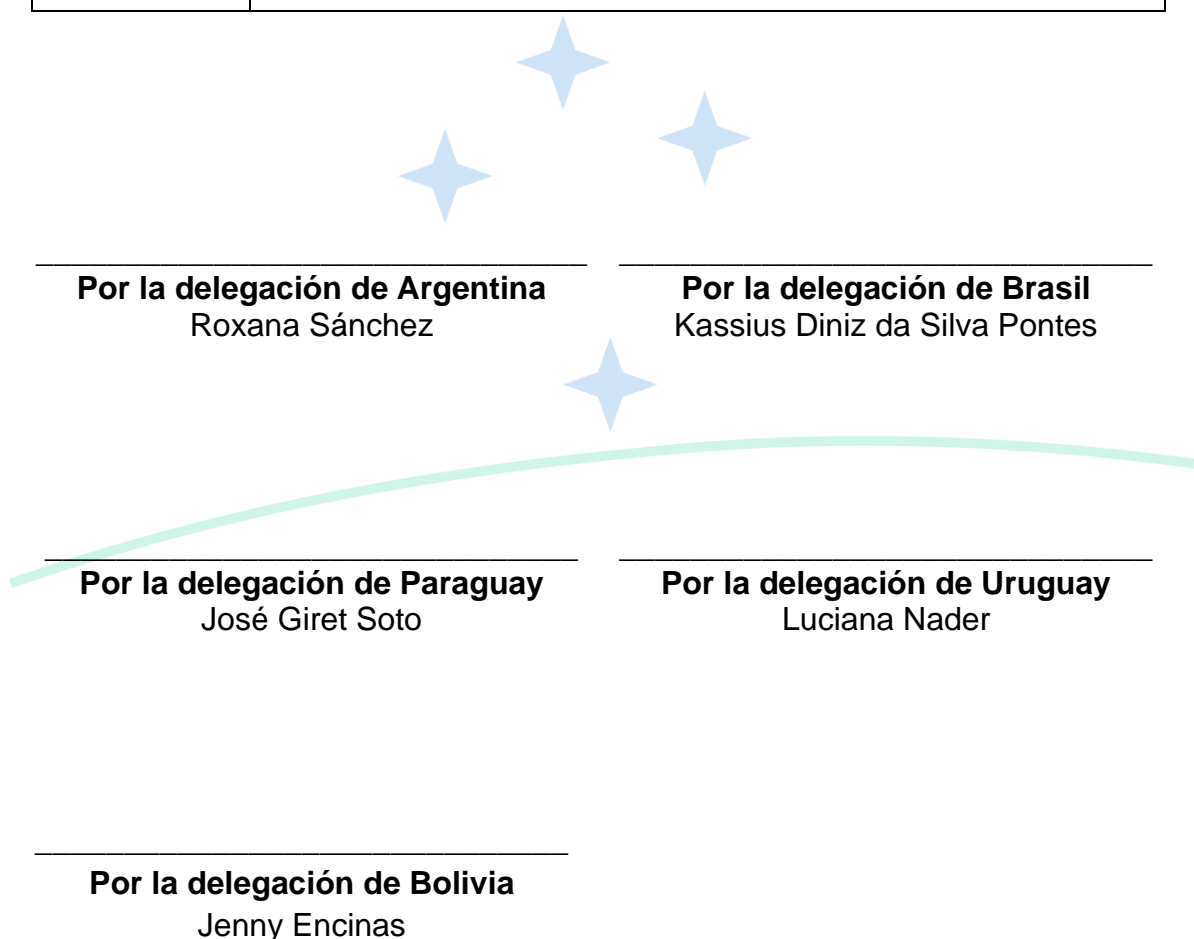 Por la delegación de Argentina
Roxana Sánchez
Por la delegación de Brasil
Kassius Diniz da Silva Pontes
Por la delegación de Paraguay
José Giret Soto
Por la delegación de Uruguay
Luciana Nader
Por la delegación de Bolivia
Jenny Encinas